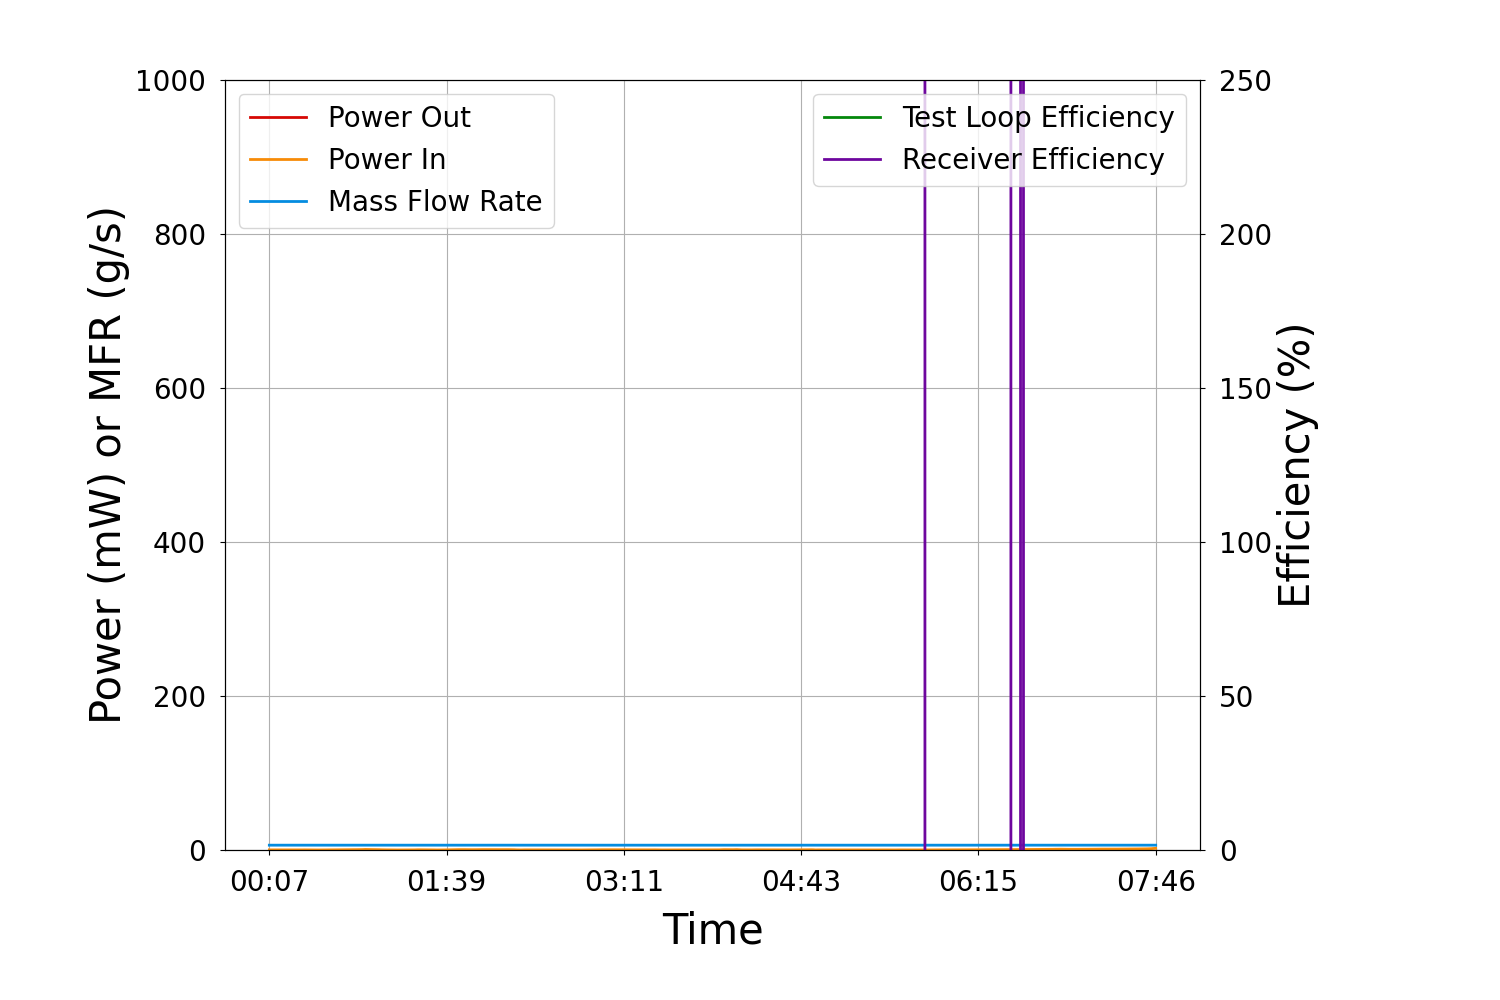 1000
800
600
400
200
0
Power (mW) or MFR (g/s)
Power Out
Power In
Mass Flow Rate
Test Loop Efficiency
Receiver Efficiency
250
200
150
100
50
0
Efficiency (%)
00:07 01:39 03:11 04:43 06:15 07:46
Time